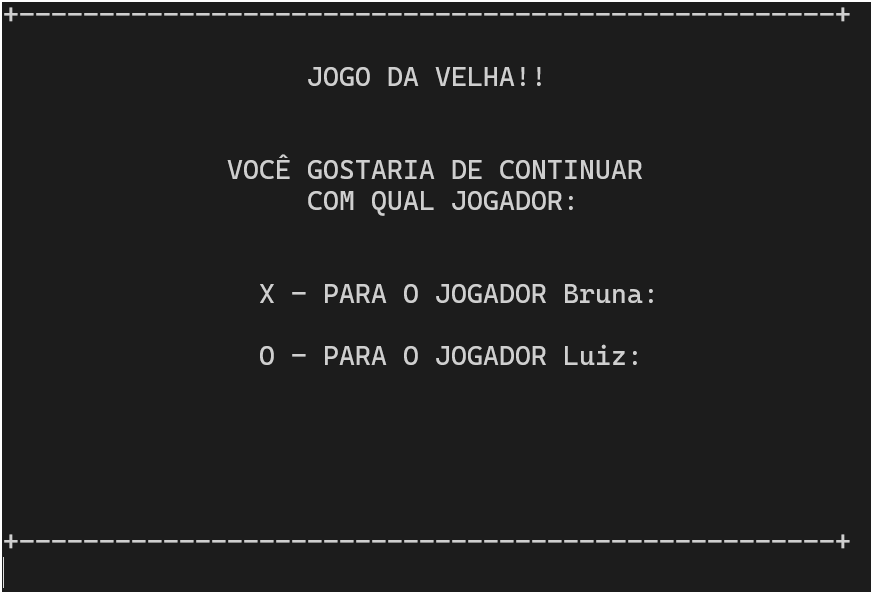 +---------------------------------------------------+
JOGO DA VELHA!!
VOCÊ GOSTARIA DE CONTINUAR
COM QUAL JOGADOR:
X - PARA O JOGADOR Bruna:
O - PARA O JOGADOR Luiz:
+---------------------------------------------------+